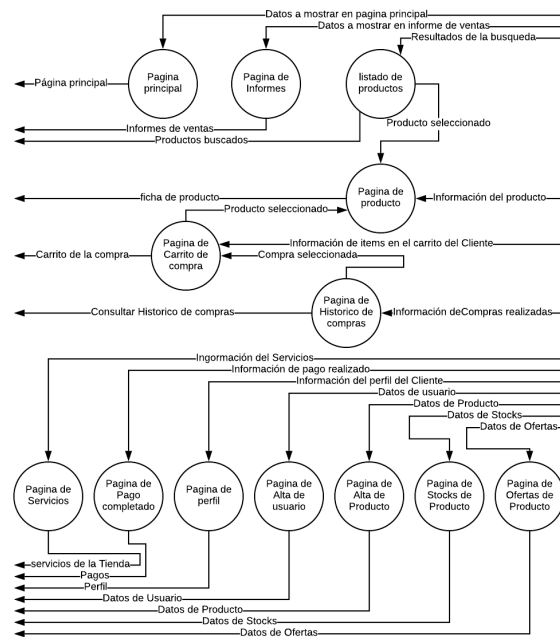 Datos a mostrar en pagina principal
Datos a mostrar en informe de ventas
Resultados de la busqueda
Página principal
Pagina
principal
Pagina de
Informes
listado de
productos
Informes de ventas
Productos buscados
Producto seleccionado
ficha de producto
Pagina de
producto
Información del producto
Producto seleccionado
Carrito de la compra
Pagina de
Carrito de
compra
Información de items en el carrito del Cliente
Compra seleccionada
Consultar Historico de compras
Pagina de
Historico de
compras
Información deCompras realizadas
Ingormación del Servicios
Información de pago realizado
Información del perfil del Cliente
Datos de usuario
Datos de Producto
Datos de Stocks
Datos de Ofertas
Pagina de
Servicios
Pagina de
Pago
completado
Pagina de
perfil
Pagina de
Alta de
usuario
Pagina de
Alta de
Producto
Pagina de
Stocks de
Producto
Pagina de
Ofertas de
Producto
servicios de la Tienda
Pagos
Perfil
Datos de Usuario
Datos de Producto
Datos de Stocks
Datos de Ofertas